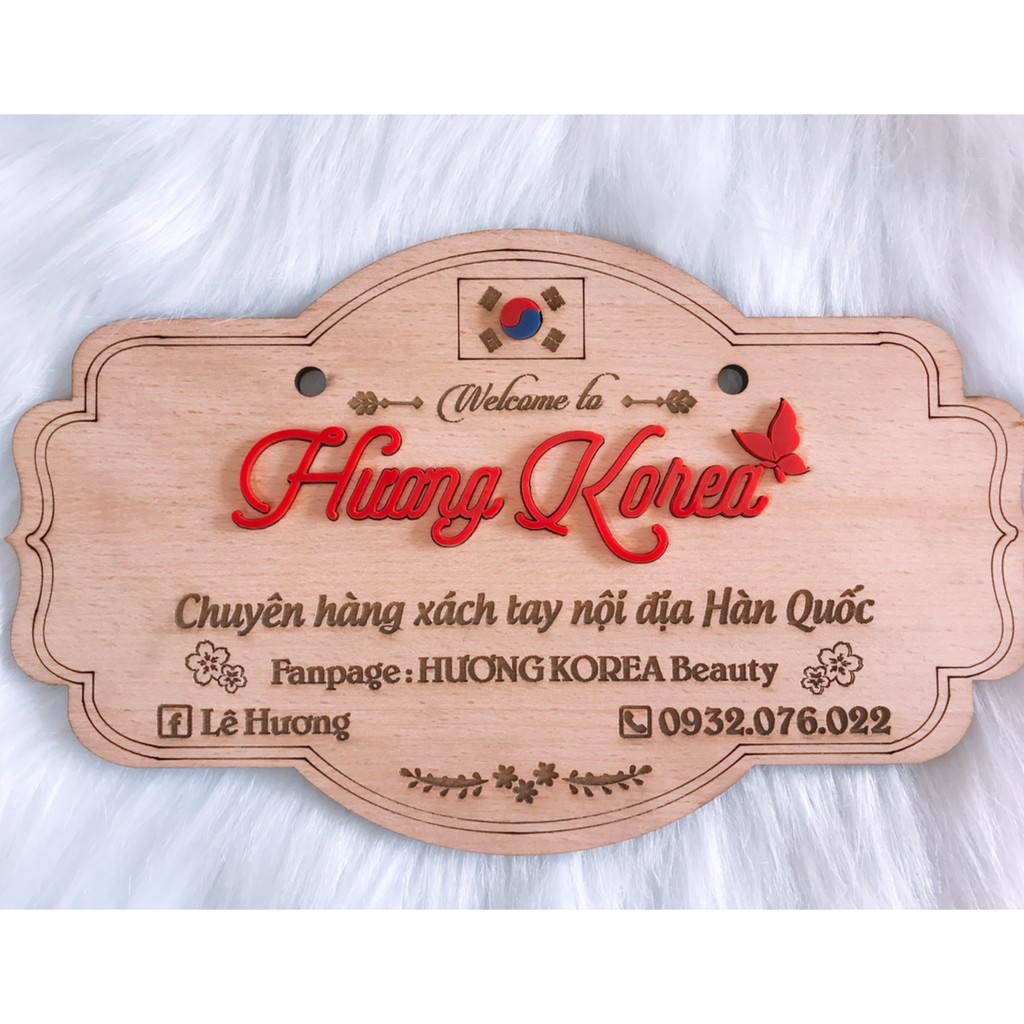 Welcome to
Hương Korea
Chuyên hàng xách tay nội địa Hàn Quốc
Fanpage: HƯƠNG KOREA Beauty
f Lê Hương
0932.076.022